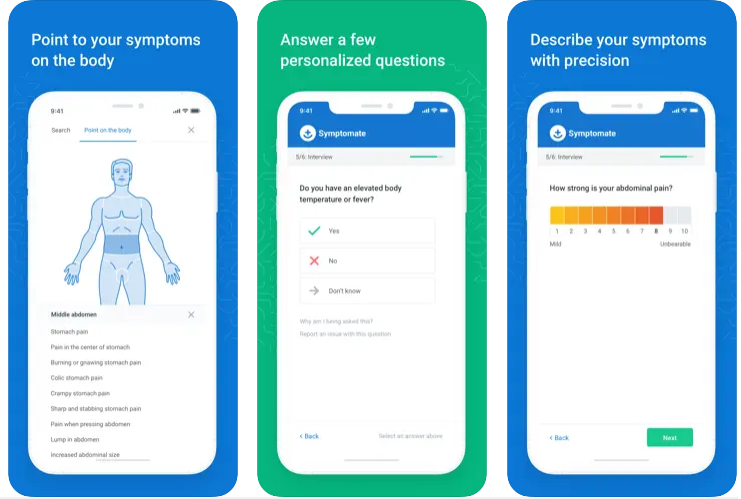 Point to your symptoms
on the body
9:41
Search Point on the body
Middle abdomen
Stomach pain
Pain in the center of stomach
Burning or gnawing stomach pain
Colic stomach pain
Crampy stomach pain
Sharp and stabbing stomach pain
Pain when pressing abdomen
Lump in abdomen
Increased abdominal size
Answer a few
personalized questions
9:41
Symptomate
5/6: Interview
Do you have an elevated body
temperature or fever?
Yes
No
Don't know
Why am I being asked this?
Report an issue with this question
< Back Select an answer above
Describe your symptoms
with precision
9:41
Symptomate
5/6: Interview
How strong is your abdominal pain?
1 2 3 4 5 6 7 8 9 10
Mild Unbearable
< Back Next